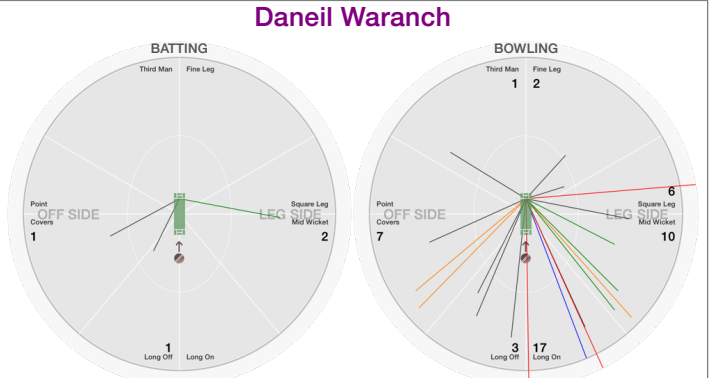 Daneil Waranch
BATTING
Third Man Fine Leg
Point
OFF SIDE
Covers
1
Square Leg
LEG SIDE
Mid Wicket
2
1
Long Off Long On
BOWLING
Third Man Fine Leg
1 2
Point
OFF SIDE
Covers
7
6
Square Leg
LEG SIDE
Mid Wicket
10
3 17
Long Off Long On